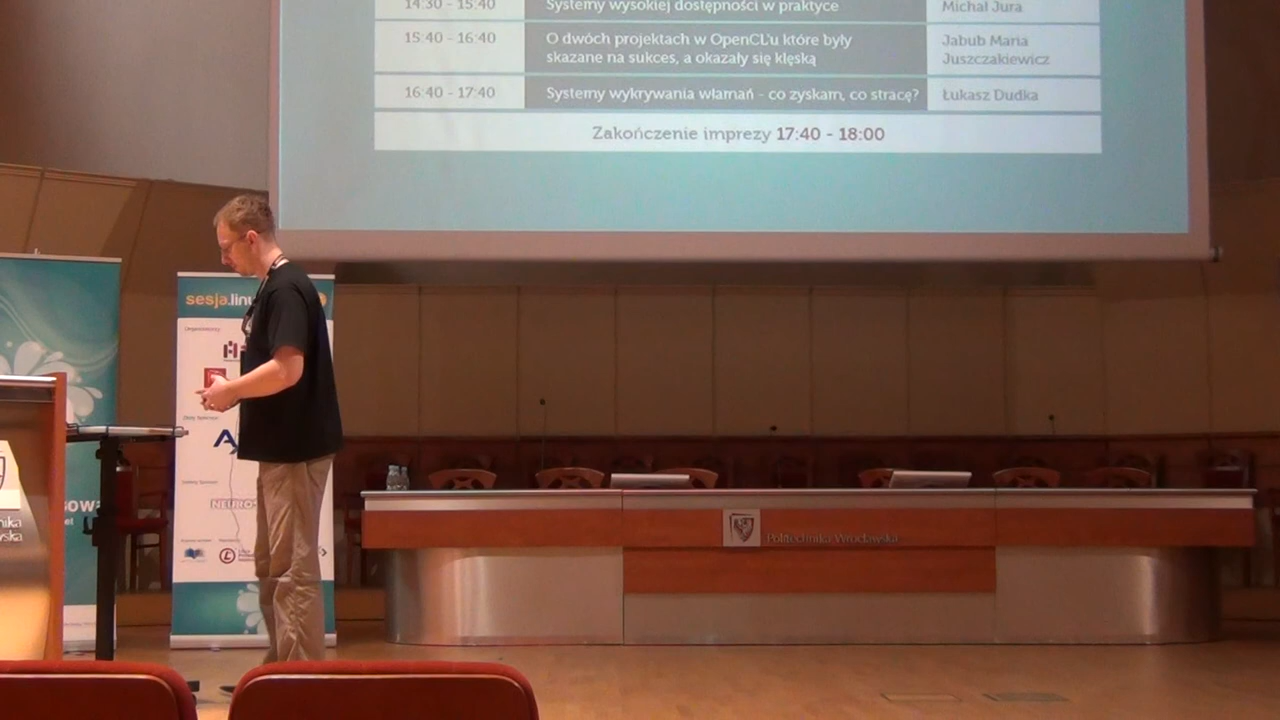 14:30 - 15:40
Systemy wysokiej dostępności w praktyce
Michał Jura
15:40 - 16:40
O dwóch projektach w OpenCL'u które były
skazane na sukces, a okazały się klęską
Jabub Maria
Juszczakiewicz
16:40 - 17:40
Systemy wykrywania włamań - co zyskam, co stracę?
Łukasz Dudka
Zakończenie imprezy 17:40 - 18:00
sesja.linu
Organizatorzy
NEURO
Politechnika Wrocławska